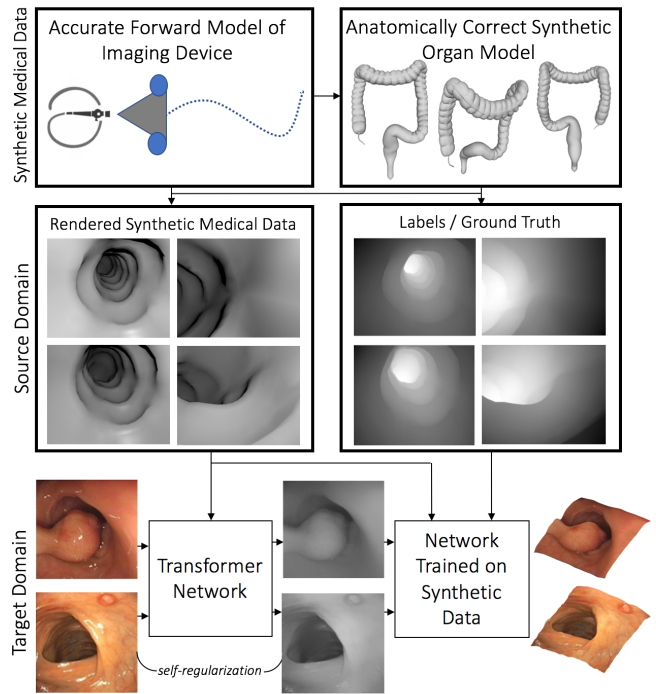 Synthetic Medical Data
Accurate Forward Model of
Imaging Device
Anatomically Correct Synthetic
Organ Model
Source Domain
Rendered Synthetic Medical Data
Labels / Ground Truth
Target Domain
Transformer
Network
Network
Trained on
Synthetic
Data
self-regularization